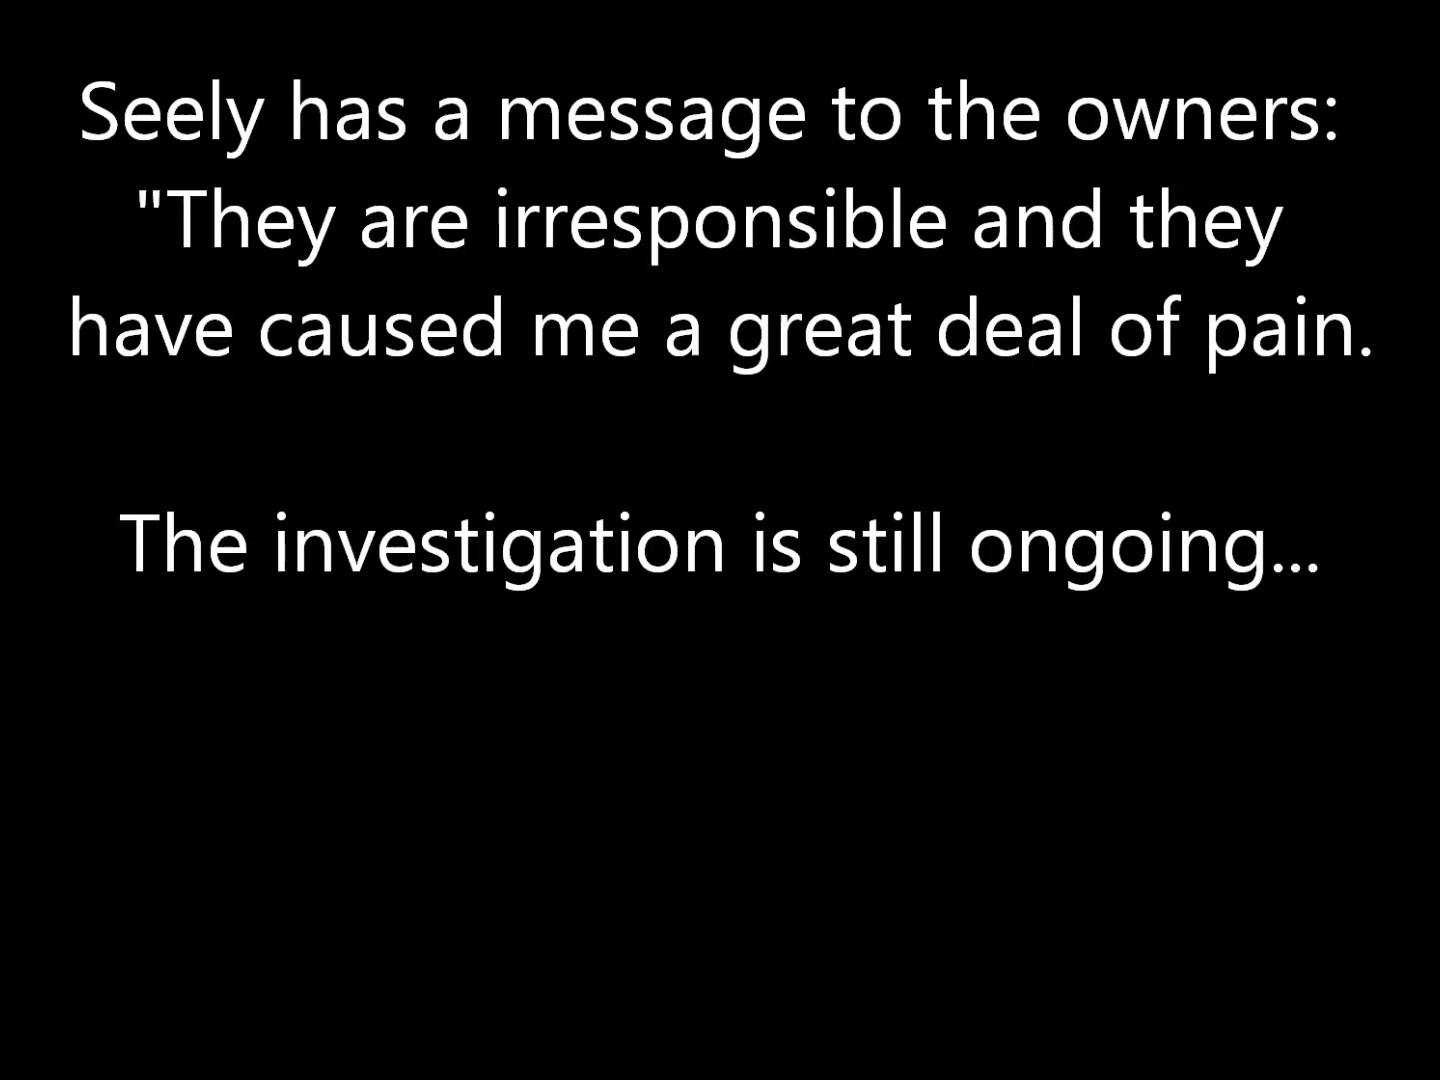 Seely has a message to the owners:
"They are irresponsible and they
have caused me a great deal of pain.
The investigation is still ongoing...